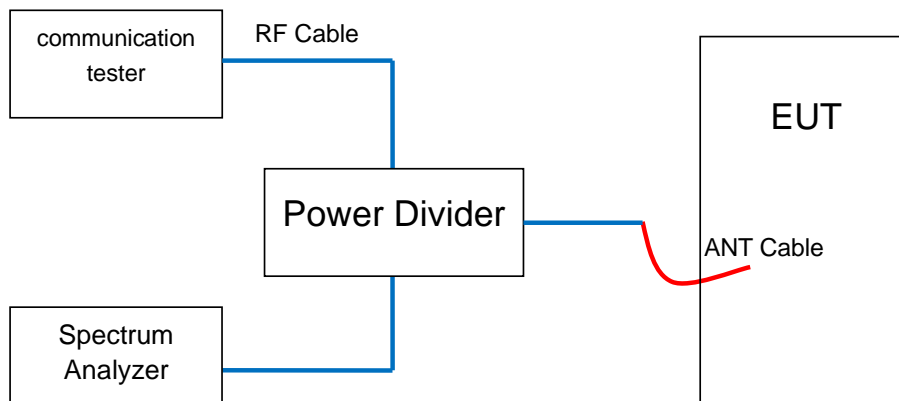 communication
tester
RF Cable
EUT
Power Divider
ANT Cable
Spectrum
Analyzer